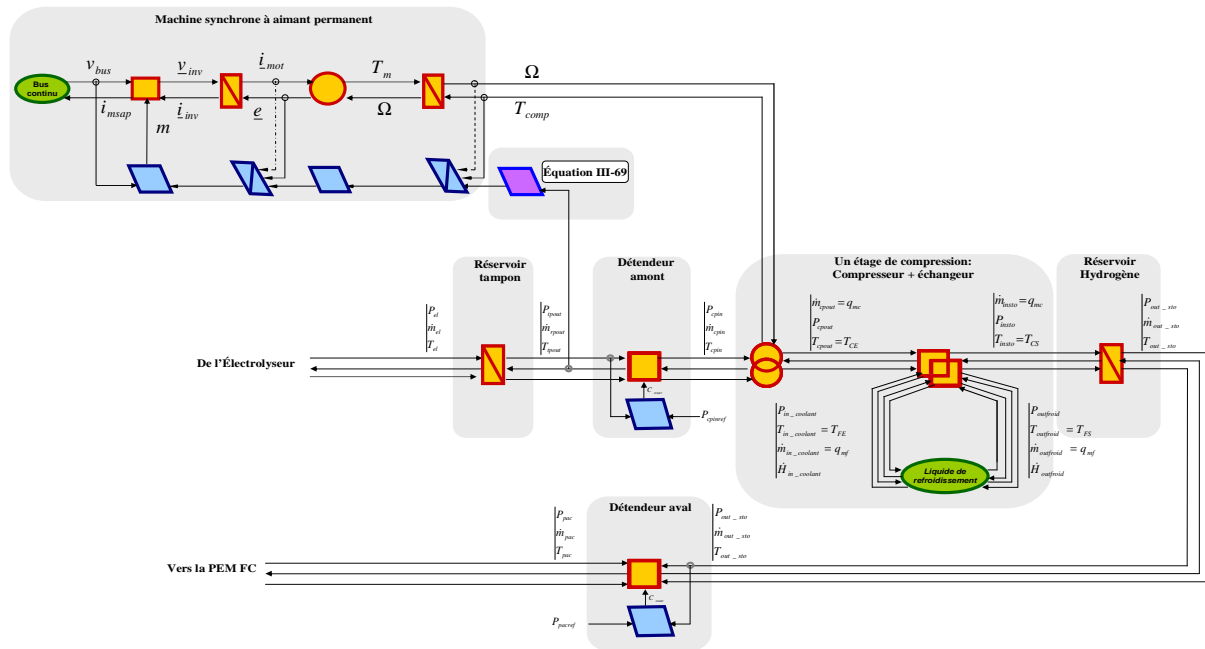 Machine synchrone à aimant permanent
v_bus
v_inv
i_mot
T_m
Ω
Bus
continu
i_msap
i_inv
e
Ω
T_comp
m
Équation III-69
Réservoir
tampon
Détendeur
amont
Un étage de compression:
Compresseur + échangeur
Réservoir
Hydrogène
P_el
ṁ_el
T_el
P_tpout
ṁ_tpout
T_tpout
P_cpin
ṁ_cpin
T_cpin
ṁ_cpout = q_mc
P_cpout
T_cpout = T_CE
ṁ_insto = q_mc
P_insto
T_insto = T_CS
P_out_sto
ṁ_out_sto
T_out_sto
De l'Électrolyseur
P_cpinref
P_in_coolant
T_in_coolant = T_FE
ṁ_in_coolant = q_mf
Ḣ_in_coolant
P_outfroid
T_outfroid = T_FS
ṁ_outfroid = q_mf
Ḣ_outfroid
Liquide de
refroidissement
Détendeur aval
P_pac
ṁ_pac
T_pac
P_out_sto
ṁ_out_sto
T_out_sto
Vers la PEM FC
P_pacref